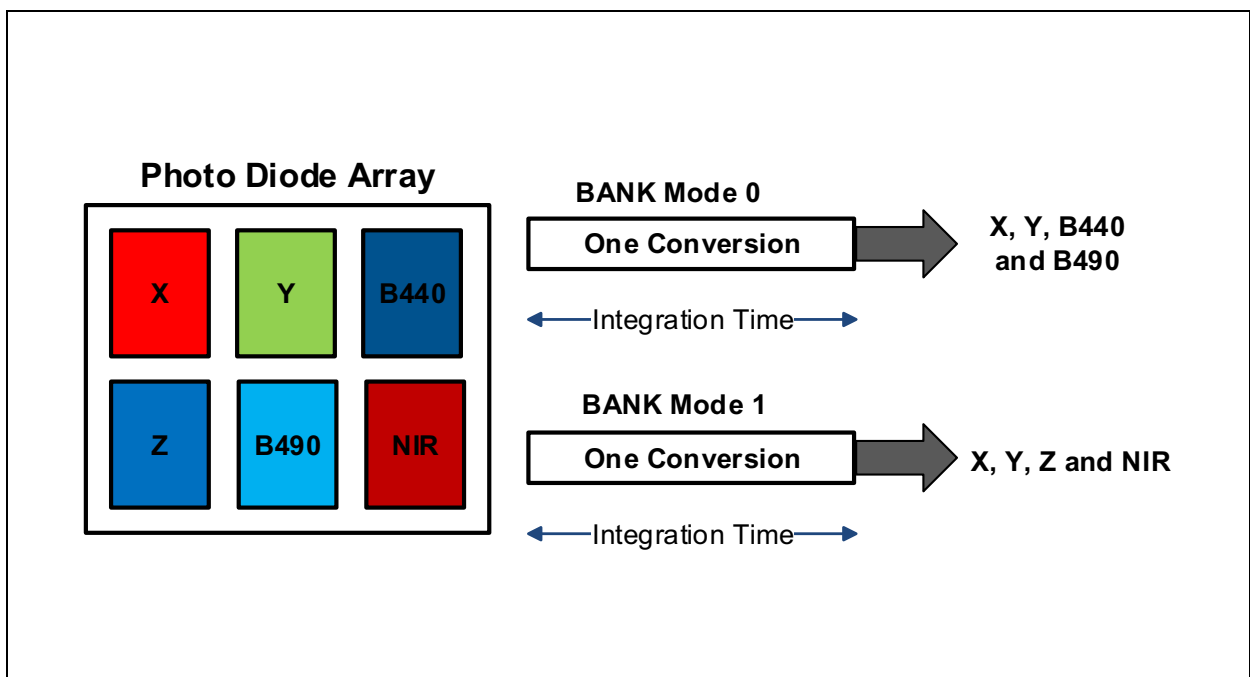 Photo Diode Array
X
Y
B440
Z
B490
NIR
BANK Mode 0
One Conversion
Integration Time
X, Y, B440
and B490
BANK Mode 1
One Conversion
Integration Time
X, Y, Z and NIR